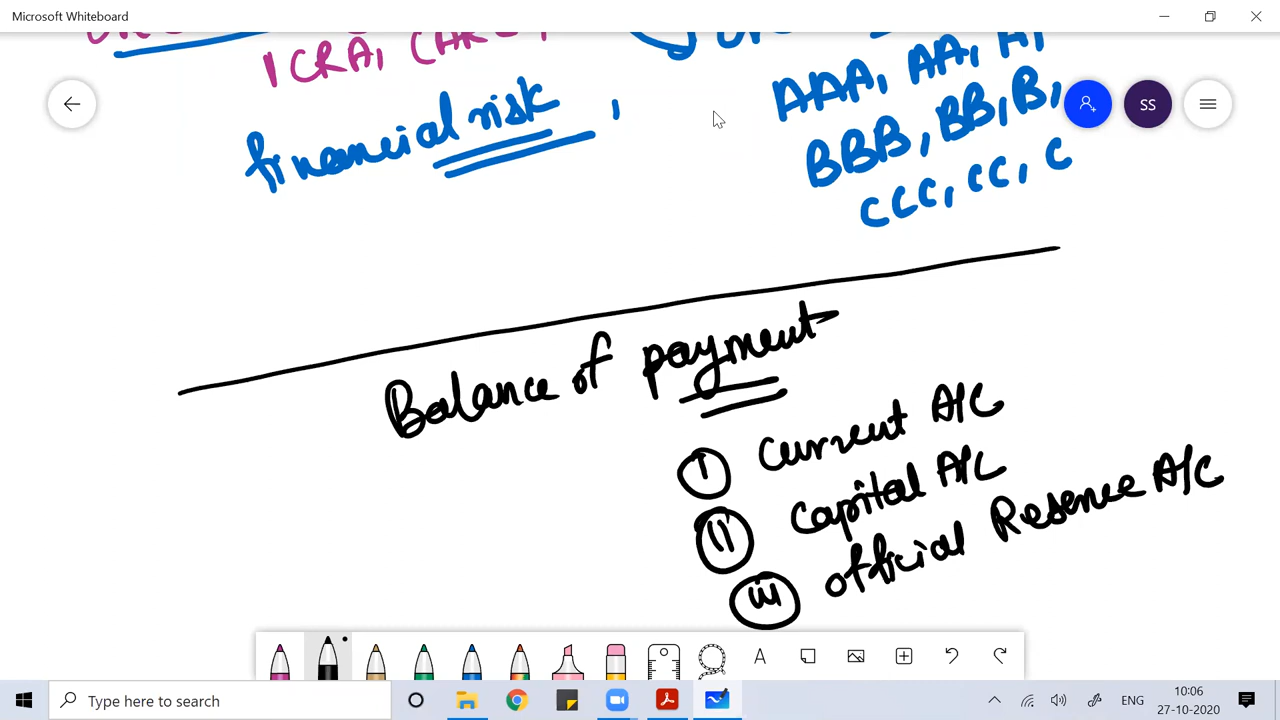 Microsoft Whiteboard
ICRA, CARE,
financial risk,
AAA, AA, A,
BBB, BB, B,
CCC, CC, C
SS
Balance of payment
i Current A/C
ii Capital A/C
iii official Reserve A/C
A
Type here to search
ENG
10:06
27-10-2020